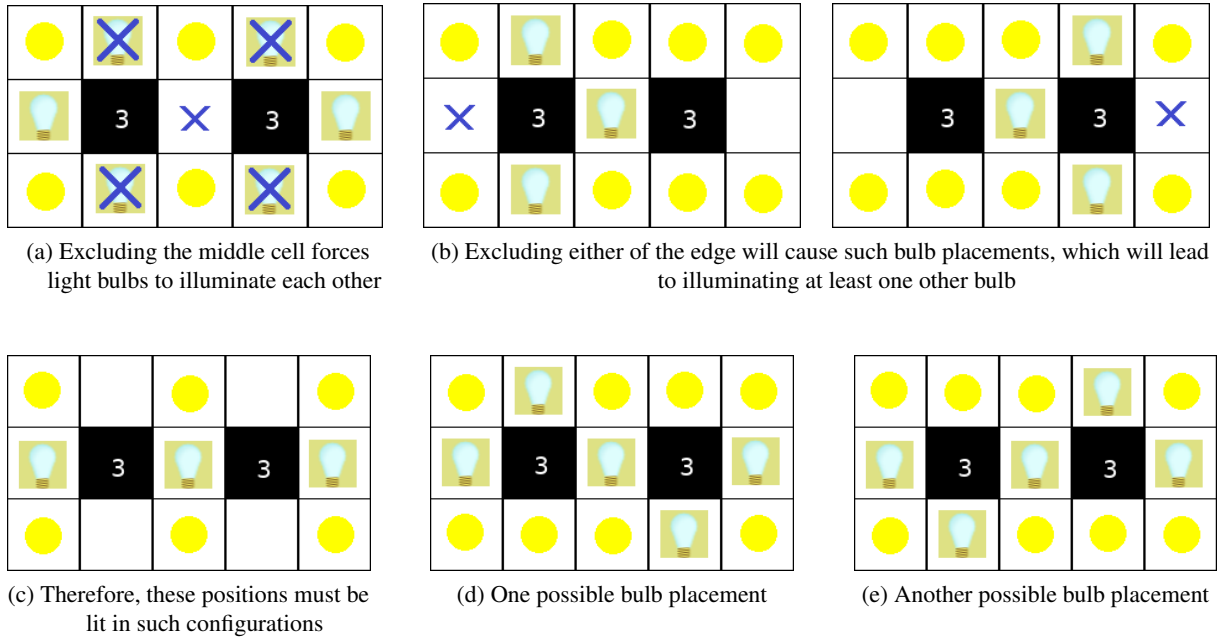 3 3
3 3
3 3
(a) Excluding the middle cell forces
light bulbs to illuminate each other
(b) Excluding either of the edge will cause such bulb placements, which will lead
to illuminating at least one other bulb
3 3
3 3
3 3
(c) Therefore, these positions must be
lit in such configurations
(d) One possible bulb placement
(e) Another possible bulb placement